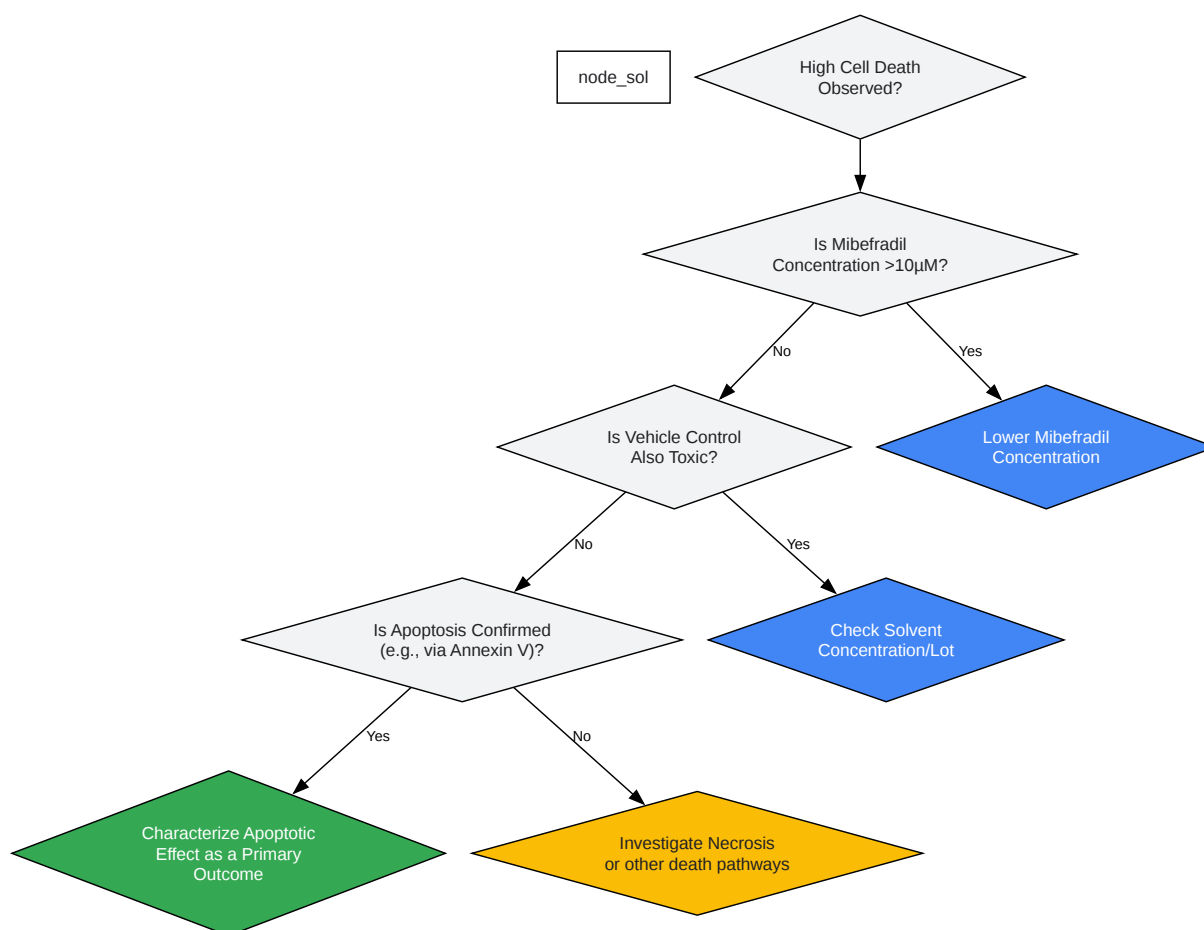 node_sol
High Cell Death
Observed?
Is Mibefradil
Concentration >10µM?
No
Yes
Is Vehicle Control
Also Toxic?
Lower Mibefradil
Concentration
No
Yes
Is Apoptosis Confirmed
(e.g., via Annexin V)?
Check Solvent
Concentration/Lot
Yes
No
Characterize Apoptotic
Effect as a Primary
Outcome
Investigate Necrosis
or other death pathways